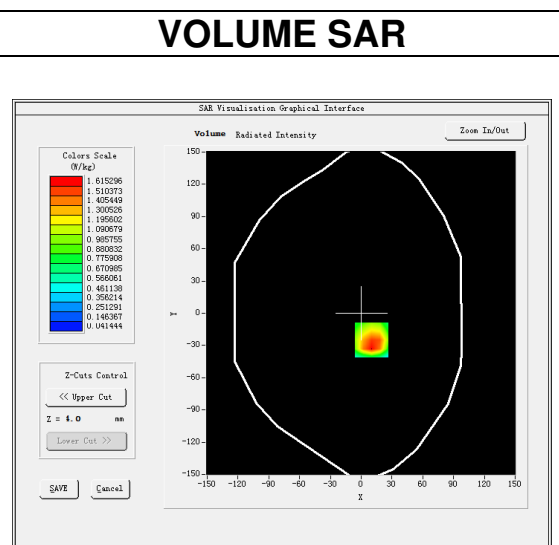 VOLUME SAR
SAR Visualisation Graphical Interface
Volume Radiated Intensity
Zoom In/Out
Colors Scale
(W/kg)
1.615296
1.510373
1.405449
1.300526
1.195602
1.090679
0.985755
0.880832
0.775908
0.670985
0.566061
0.461138
0.356214
0.251291
0.146367
0.041444
Z-Cuts Control
<< Upper Cut
Z = 4.0 mm
Lower Cut >>
SAVE Cancel
150
120
90
60
30
0
-30
-60
-90
-120
-150
Y
-150 -120 -90 -60 -30 0 30 60 90 120 150
X